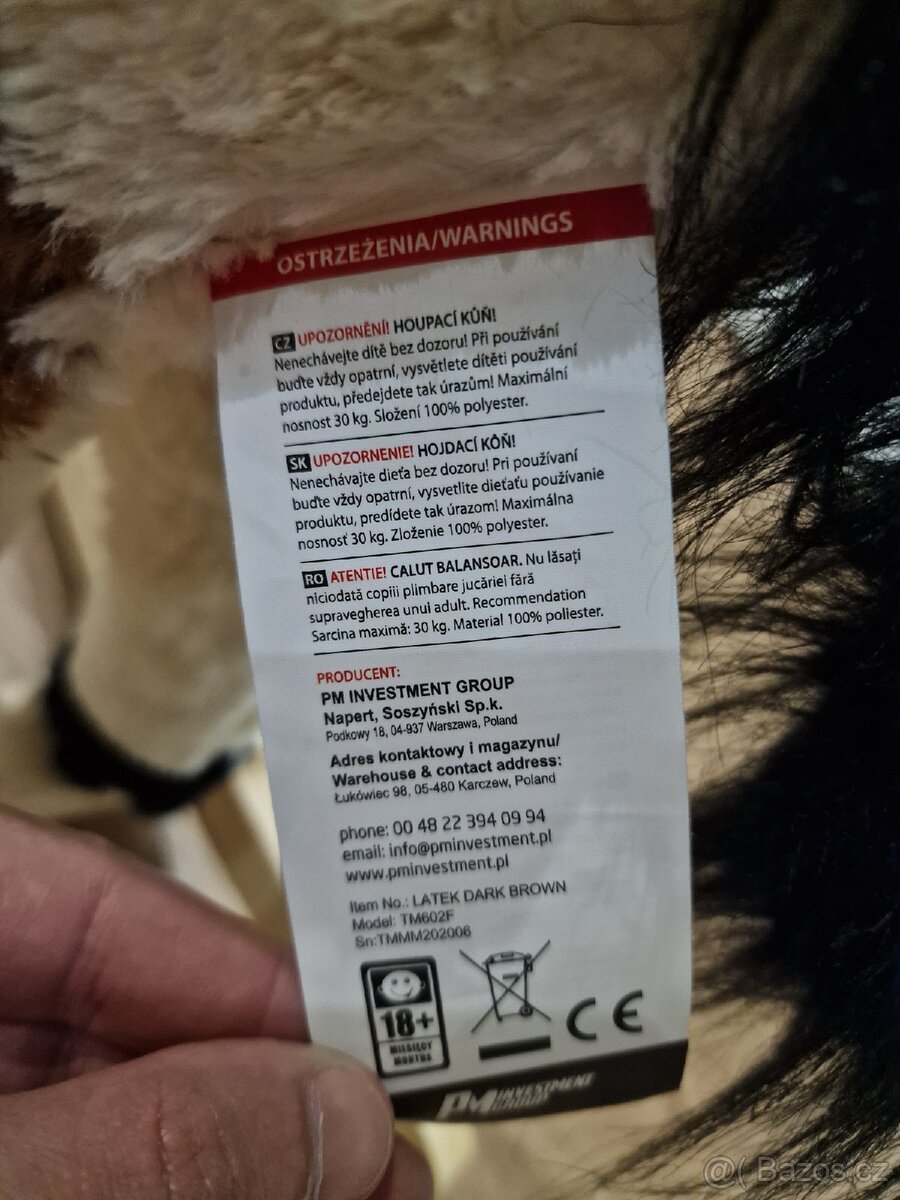 OSTRZEŻENIA/WARNINGS
CZ UPOZORNĚNÍ! HOUPACÍ KŮŇ!
Nenechávejte dítě bez dozoru! Při používání
buďte vždy opatrní, vysvětlete dítěti používání
produktu, předejdete tak úrazům! Maximální
nosnost 30 kg. Složení 100% polyester.
SK UPOZORNENIE! HOJDACÍ KÔŇ!
Nenechávajte dieťa bez dozoru! Pri používaní
buďte vždy opatrní, vysvetlite dieťaťu používanie
produktu, predídete tak úrazom! Maximálna
nosnosť 30 kg. Zloženie 100% polyester.
RO ATENTIE! CALUT BALANSOAR. Nu lăsați
niciodată copiii plimbare jucăriei fără
supravegherea unui adult. Recommendation
Sarcina maximă: 30 kg. Material 100% poliester.
PRODUCENT:
PM INVESTMENT GROUP
Napert, Soszyński Sp.k.
Podkowy 18, 04-937 Warszawa, Poland
Adres kontaktowy i magazynu/
Warehouse & contact address:
Łukówiec 98, 05-480 Karczew, Poland
phone: 00 48 22 394 09 94
email: info@pminvestment.pl
www.pminvestment.pl
Item No.: LATEK DARK BROWN
Model: TM602F
Sn:TMMM202006
18+
MIESIĘCY
MONTHS
CE
PM INVESTMENT
GROUP
@( Bazos.cz